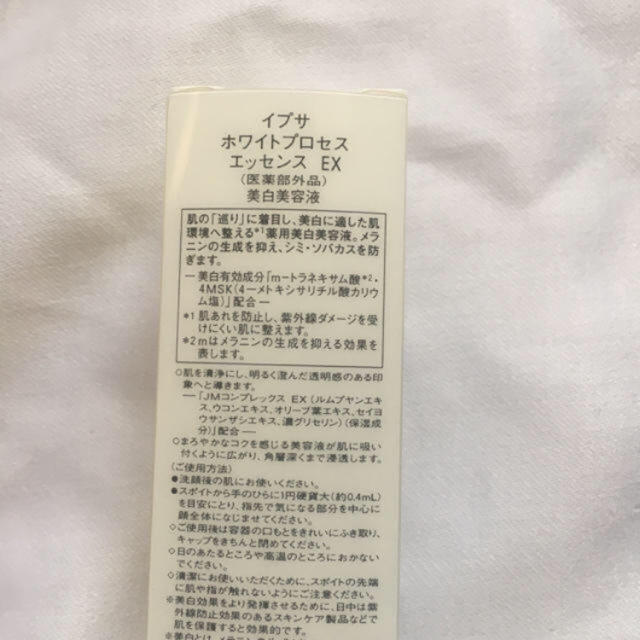 イプサ
ホワイトプロセス
エッセンス EX
(医薬部外品)
美白美容液
肌の「巡り」に着目し、美白に適した肌
環境へ整える*1薬用美白美容液。メラ
ニンの生成を抑え、シミ・ソバカスを防
ぎます。
―美白有効成分「m－トラネキサム酸*2・
4MSK(4－メトキシサリチル酸カリウ
ム塩)」配合―
*1 肌あれを防止し、紫外線ダメージを受
けにくい肌に整えます。
*2 mはメラニンの生成を抑える効果を
表します。
○肌を清浄にし、明るく澄んだ透明感のある印
象へと導きます。
―「JMコンプレックス EX (ルムプヤンエキ
ス、ウコンエキス、オリーブ葉エキス、セイヨ
ウサンザシエキス、濃グリセリン)(保湿成
分)」配合―
○まろやかなコクを感じる美容液が肌に吸い
付くように広がり、角層深くまで浸透します。
(ご使用方法)
●洗顔後の肌にお使いください。
●スポイトから手のひらに1円硬貨大(約0.4mL)
を目安にとり、指先で気になる部分を中心に
顔全体になじませてください。
○ご使用後は容器の口もとをきれいにふき取り、
キャップをきちんと閉めてください。
○日のあたるところや高温のところにおかない
でください。
○清潔にお使いいただくために、スポイトの先端
に肌や指が触れないようにご注意ください。
※美白効果をより発揮させるために、日中は紫
外線防止効果のあるスキンケア製品などで
肌を保護すると効果的です。
※美白とは、メラニンの